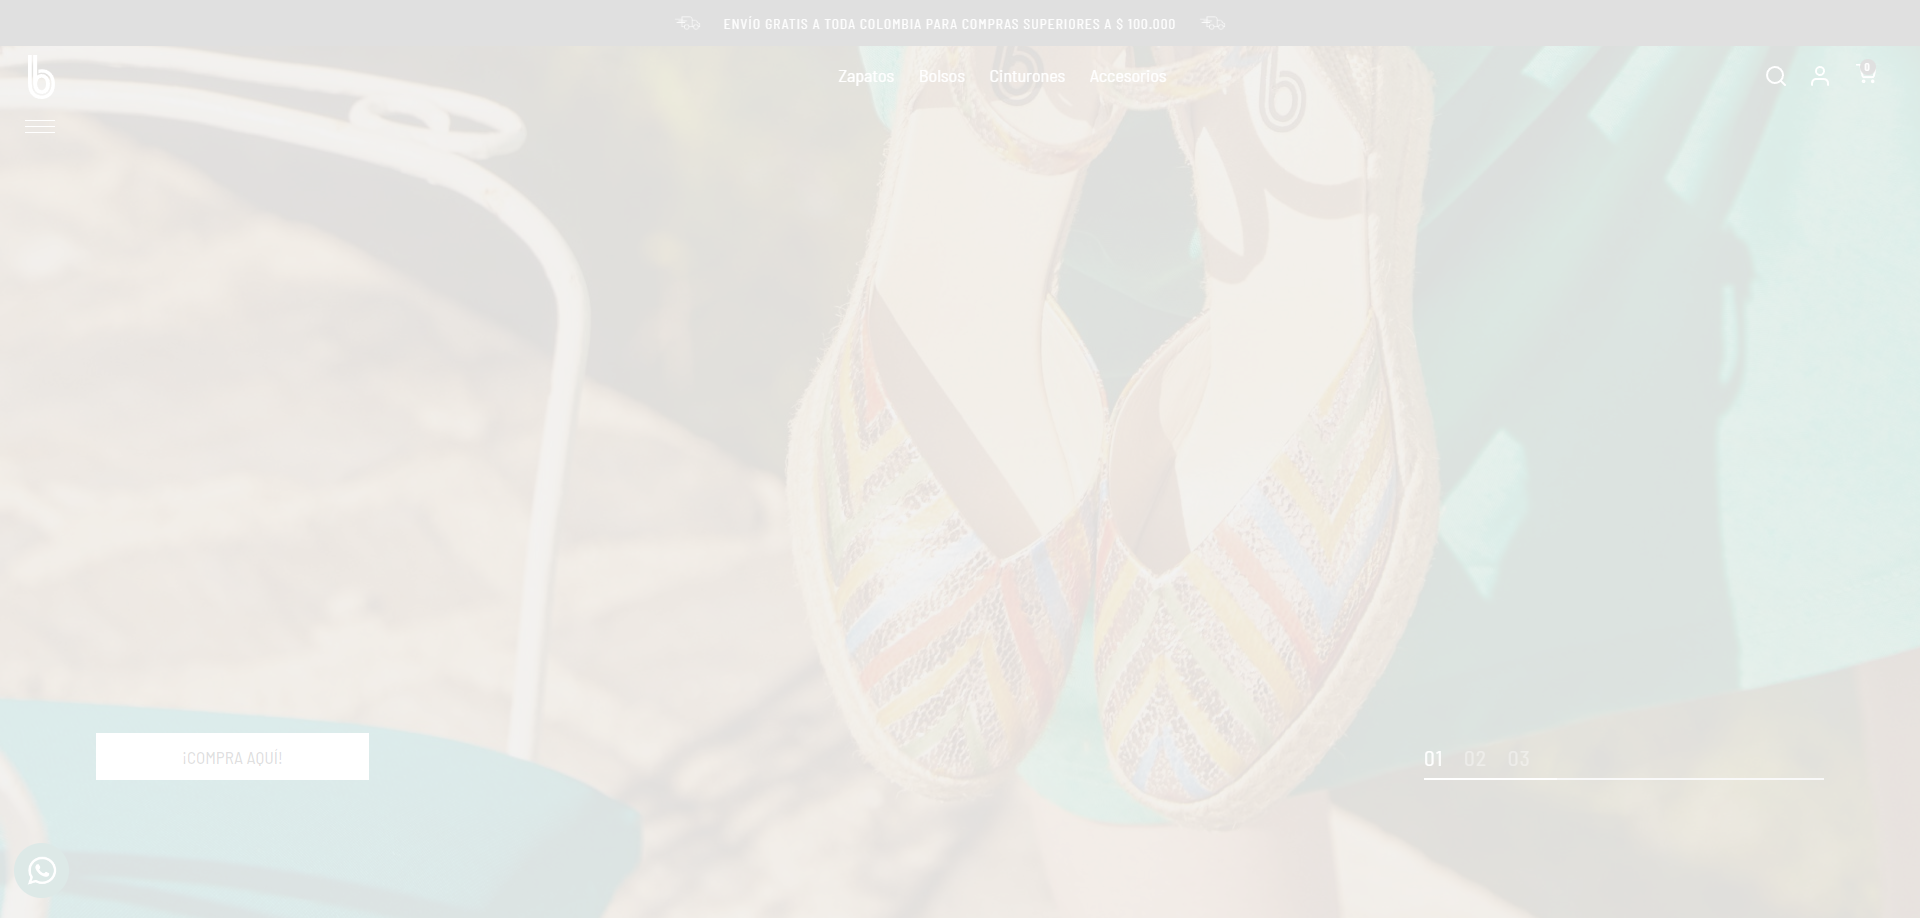 ENVÍO GRATIS A TODA COLOMBIA PARA COMPRAS SUPERIORES A $ 100.000
b
Zapatos Bolsos Cinturones Accesorios
0
b b
¡COMPRA AQUÍ!
01 02 03